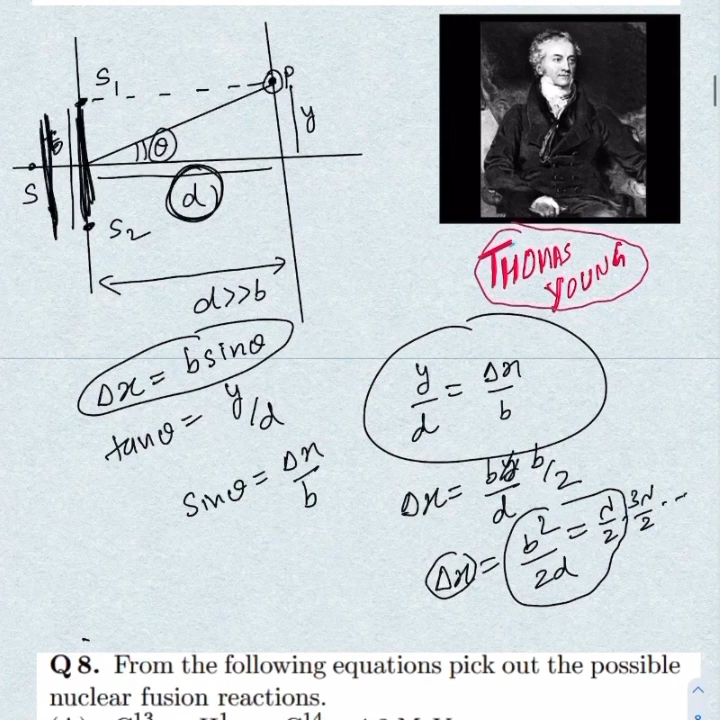 S₁
P
y
θ
b
S
d
S₂
d>>b
THOMAS
YOUNG
Δx = b sinθ
tanθ = y/d
sinθ = Δx/b
y/d = Δx/b
Δx = b b/2 / d
Δx = b²/2d = λ/2, 3λ/2 ...
Q 8. From the following equations pick out the possible
nuclear fusion reactions.